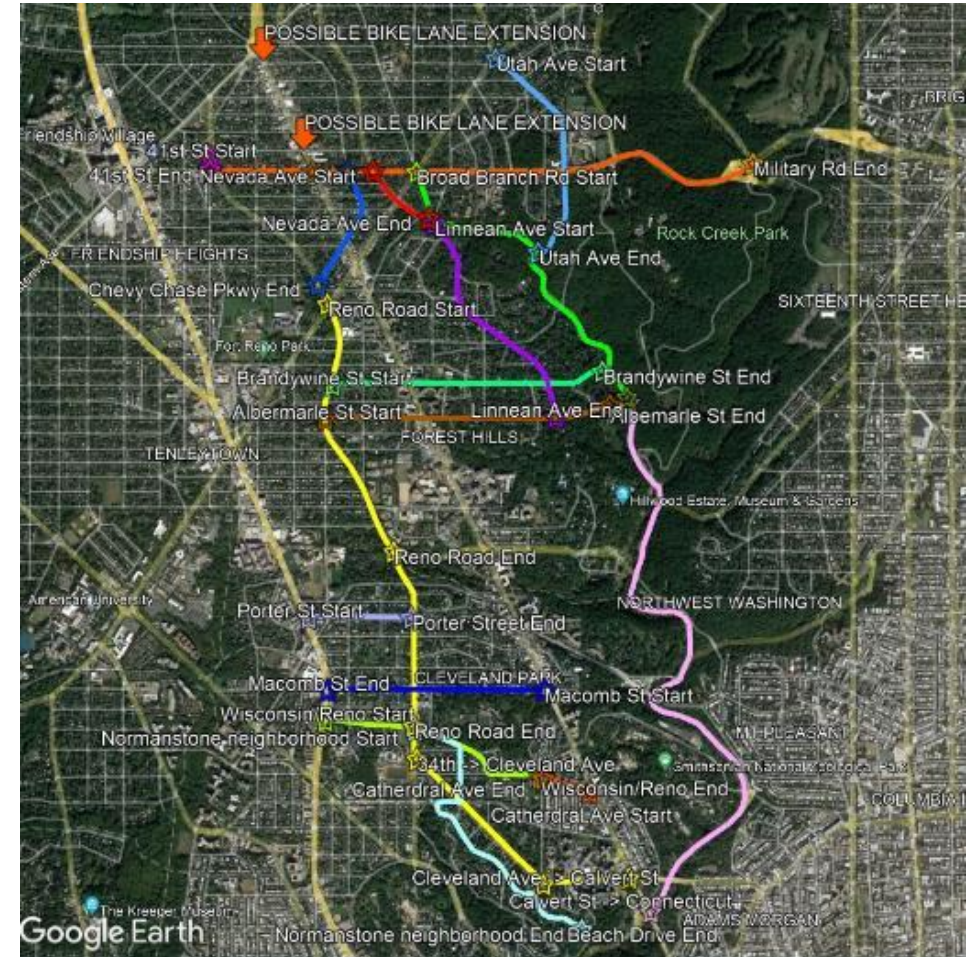 POSSIBLE BIKE LANE EXTENSION
Utah Ave Start
POSSIBLE BIKE LANE EXTENSION
Friendship Village
41st St Start
41st St End
Nevada Ave Start
Broad Branch Rd Start
Military Rd End
Nevada Ave End
Linnean Ave Start
Rock Creek Park
FRIENDSHIP HEIGHTS
Utah Ave End
Chevy Chase Pkwy End
Reno Road Start
SIXTEENTH STREET HE
Fort Reno Park
Brandywine St Start
Brandywine St End
Albermarle St Start
Linnean Ave End
Albemarle St End
FOREST HILLS
TENLEYTOWN
Hillwood Estate, Museum & Gardens
Reno Road End
American University
Porter St Start
Porter Street End
NORTHWEST WASHINGTON
Macomb St End
CLEVELAND PARK
Macomb St Start
Wisconsin/Reno Start
Reno Road End
Normanstone neighborhood Start
MT PLEASANT
34th -> Cleveland Ave
Smithsonian National Zoological Park
Catherdral Ave End
Wisconsin/Reno End
COLUMBIA
Catherdral Ave Start
Cleveland Ave -> Calvert St
Calvert St -> Connecticut
The Kreeger Museum
ADAMS MORGAN
Google Earth
Normanstone neighborhood End
Beach Drive End